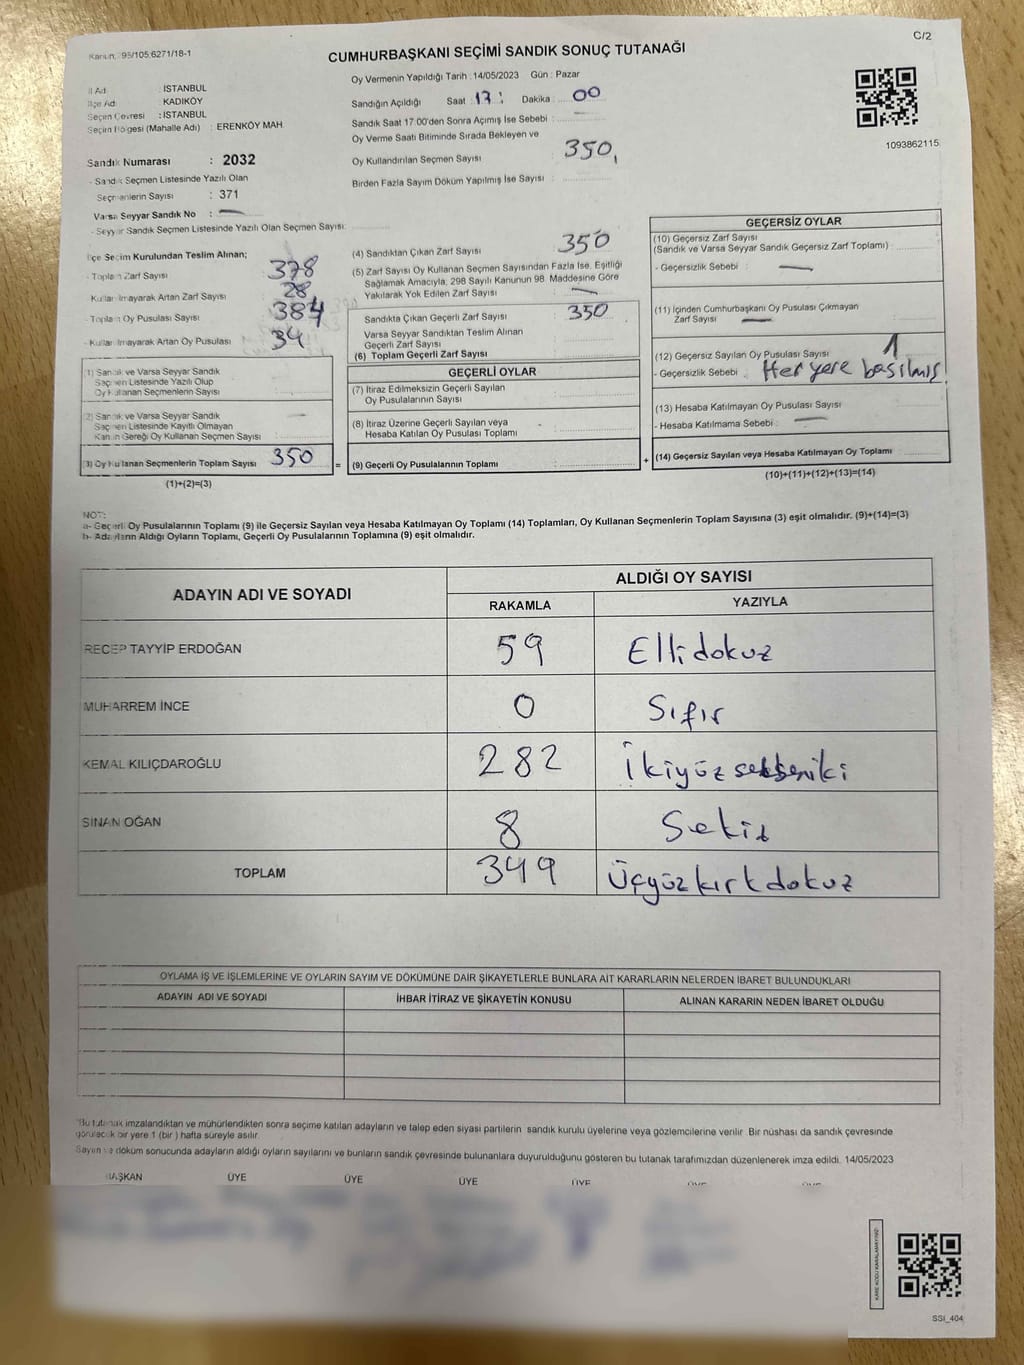 C/2
Kanun: 95/105,6271/18-1
CUMHURBAŞKANI SEÇİMİ SANDIK SONUÇ TUTANAĞI
İl Adı : İSTANBUL
İlçe Adı : KADIKÖY
Seçim Çevresi : İSTANBUL
Seçim Bölgesi (Mahalle Adı) : ERENKÖY MAH.
Sandık Numarası : 2032
- Sandık Seçmen Listesinde Yazılı Olan
Seçmenlerin Sayısı : 371
Varsa Seyyar Sandık No :
- Seyyar Sandık Seçmen Listesinde Yazılı Olan Seçmen Sayısı:
Oy Vermenin Yapıldığı Tarih : 14/05/2023 Gün : Pazar
Sandığın Açıldığı Saat : 17: Dakika : 00
Sandık Saat 17:00'den Sonra Açımış İse Sebebi :
Oy Verme Saati Bitiminde Sırada Bekleyen ve
Oy Kullandırılan Seçmen Sayısı : 350
Birden Fazla Sayım Döküm Yapılmış İse Sayısı :
1093862115
İlçe Seçim Kurulundan Teslim Alınan;
- Toplam Zarf Sayısı 378
Kullanılmayarak Artan Zarf Sayısı 28
- Toplam Oy Pusulası Sayısı 384
- Kullanılmayarak Artan Oy Pusulası 34
(1) Sandık ve Varsa Seyyar Sandık
Seçmen Listesinde Yazılı Olup
Oy Kullanan Seçmenlerin Sayısı
(2) Sandık ve Varsa Seyyar Sandık
Seçmen Listesinde Kayıtlı Olmayan
Kanun Gereği Oy Kullanan Seçmen Sayısı
(3) Oy Kullanan Seçmenlerin Toplam Sayısı 350
(1)+(2)=(3)
=
(4) Sandıktan Çıkan Zarf Sayısı 350
(5) Zarf Sayısı Oy Kullanan Seçmen Sayısından Fazla İse, Eşitliği
Sağlamak Amacıyla; 298 Sayılı Kanunun 98. Maddesine Göre
Yakılarak Yok Edilen Zarf Sayısı
Sandıkta Çıkan Geçerli Zarf Sayısı : 350
Varsa Seyyar Sandıktan Teslim Alınan
Geçerli Zarf Sayısı
(6) Toplam Geçerli Zarf Sayısı
GEÇERLİ OYLAR
(7) İtiraz Edilmeksizin Geçerli Sayılan
Oy Pusulalarının Sayısı
(8) İtiraz Üzerine Geçerli Sayılan veya
Hesaba Katılan Oy Pusulası Toplamı
(9) Geçerli Oy Pusulalarının Toplamı
+
GEÇERSİZ OYLAR
(10) Geçersiz Zarf Sayısı
(Sandık ve Varsa Seyyar Sandık Geçersiz Zarf Toplamı)
- Geçersizlik Sebebi :
(11) İçinden Cumhurbaşkanı Oy Pusulası Çıkmayan
Zarf Sayısı
(12) Geçersiz Sayılan Oy Pusulası Sayısı 1
- Geçersizlik Sebebi : Her yere basılmış
(13) Hesaba Katılmayan Oy Pusulası Sayısı
- Hesaba Katılmama Sebebi :
(14) Geçersiz Sayılan veya Hesaba Katılmayan Oy Toplamı
(10)+(11)+(12)+(13)=(14)
NOT:
a- Geçerli Oy Pusulalarının Toplamı (9) ile Geçersiz Sayılan veya Hesaba Katılmayan Oy Toplamı (14) Toplamları, Oy Kullanan Seçmenlerin Toplam Sayısına (3) eşit olmalıdır. (9)+(14)=(3)
b- Adayların Aldığı Oyların Toplamı, Geçerli Oy Pusulalarının Toplamına (9) eşit olmalıdır.
ADAYIN ADI VE SOYADI ALDIĞI OY SAYISI
RAKAMLA YAZIYLA
RECEP TAYYİP ERDOĞAN 59 Elli dokuz
MUHARREM İNCE 0 Sıfır
KEMAL KILIÇDAROĞLU 282 İkiyüz seksen iki
SİNAN OĞAN 8 Sekiz
TOPLAM 349 Üçyüz kırk dokuz
OYLAMA İŞ VE İŞLEMLERİNE VE OYLARIN SAYIM VE DÖKÜMÜNE DAİR ŞİKAYETLERLE BUNLARA AİT KARARLARIN NELERDEN İBARET BULUNDUKLARI
ADAYIN ADI VE SOYADI İHBAR İTİRAZ VE ŞİKAYETİN KONUSU ALINAN KARARIN NEDEN İBARET OLDUĞU
*Bu tutanak imzalandıktan ve mühürlendikten sonra seçime katılan adayların ve talep eden siyasi partilerin sandık kurulu üyelerine veya gözlemcilerine verilir. Bir nüshası da sandık çevresinde
görülecek bir yere 1 (bir) hafta süreyle asılır.
Sayım ve döküm sonucunda adayların aldığı oyların sayılarını ve bunların sandık çevresinde bulunanlara duyurulduğunu gösteren bu tutanak tarafımızdan düzenlenerek imza edildi. 14/05/2023
BAŞKAN ÜYE ÜYE ÜYE ÜYE
KARE KODU KARALAMAYINIZ!
SSI_404